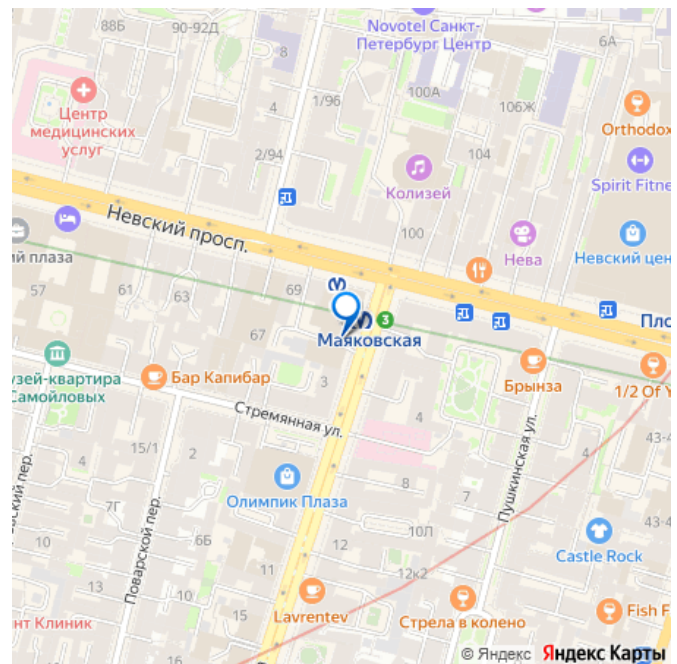 88Б
90-92Д
8
Novotel Санкт-
Петербург Центр
6А
Центр
медицинских
услуг
4
1/96
100А
106Ж
Orthodox
2/94
104
Колизей
Spirit Fitne
Невский просп.
100
Нева
Невский цен
ий плаза
57
61
63
69
67
3
Маяковская
Пло
узей-квартира
Самойловых
Бар Капибар
3
Брынза
1/2 Of Y
Стремянная ул.
4
4
43-4
15/1
2
Пушкинская ул.
8
7
Олимпик Плаза
7Г
6Б
Поварской пер.
10
10Л
43-4
12
Castle Rock
11
12к2
13
Lavrentev
Стрела в колено
Fish F
нт Клиник
© Яндекс Яндекс Карты